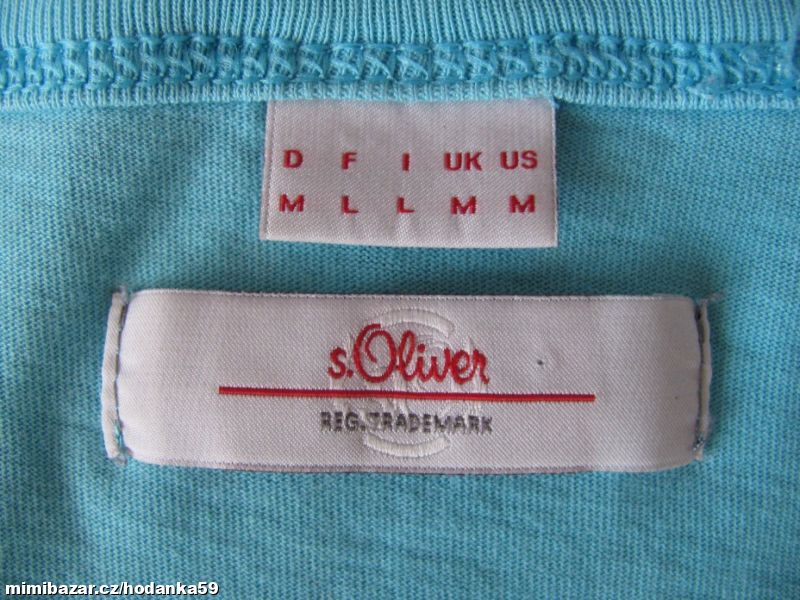 D F I UK US
M L L M M
s.Oliver
REG. TRADEMARK
mimibazar.cz/hodanka59